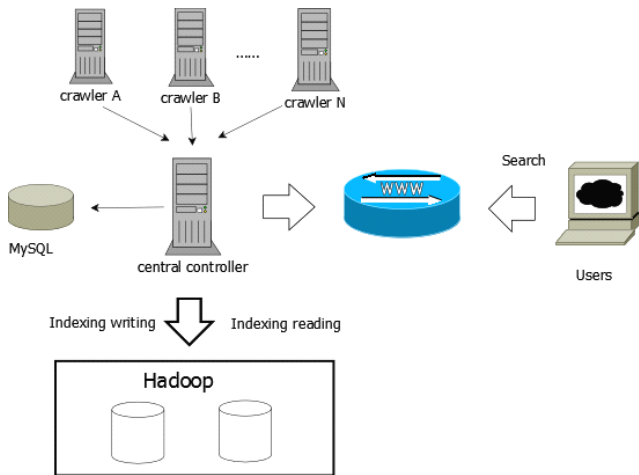 crawler A
crawler B
......
crawler N
MySQL
central controller
WWW
Search
Users
Indexing writing
Indexing reading
Hadoop